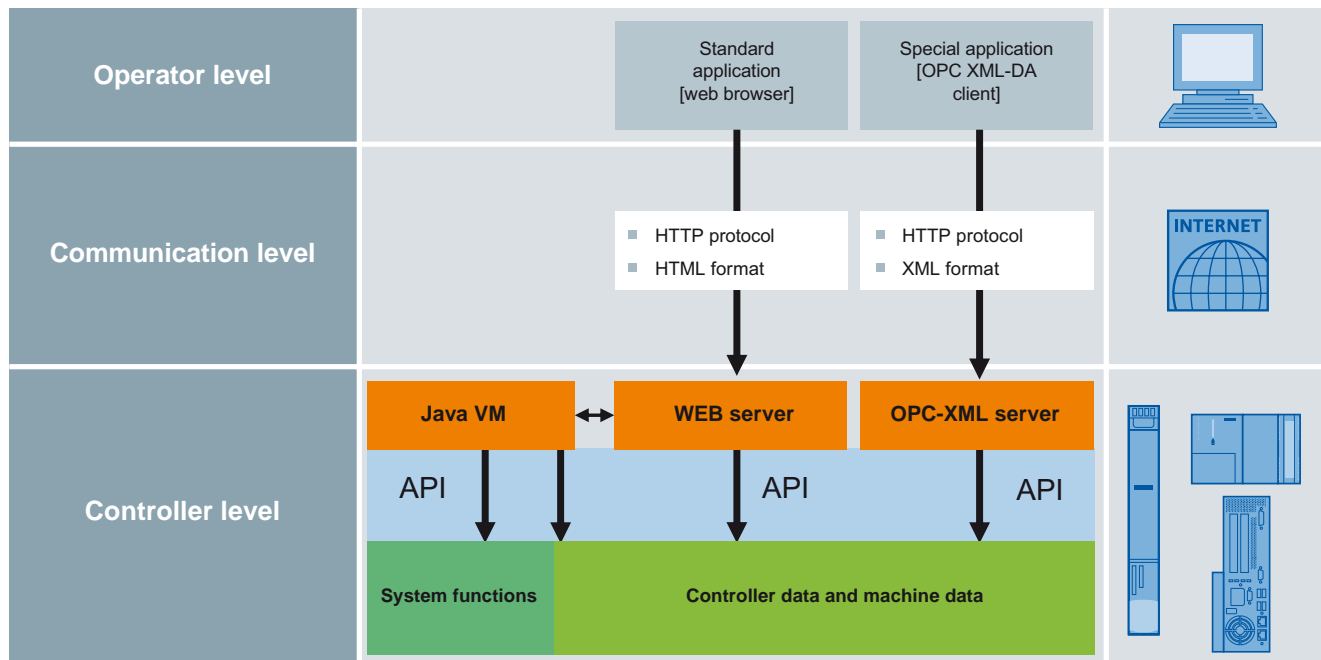 Operator level
Standard
application
[web browser]
Special application
[OPC XML-DA
client]
Communication level
HTTP protocol
HTML format
HTTP protocol
XML format
INTERNET
Controller level
Java VM
WEB server
OPC-XML server
API
API
API
System functions
Controller data and machine data